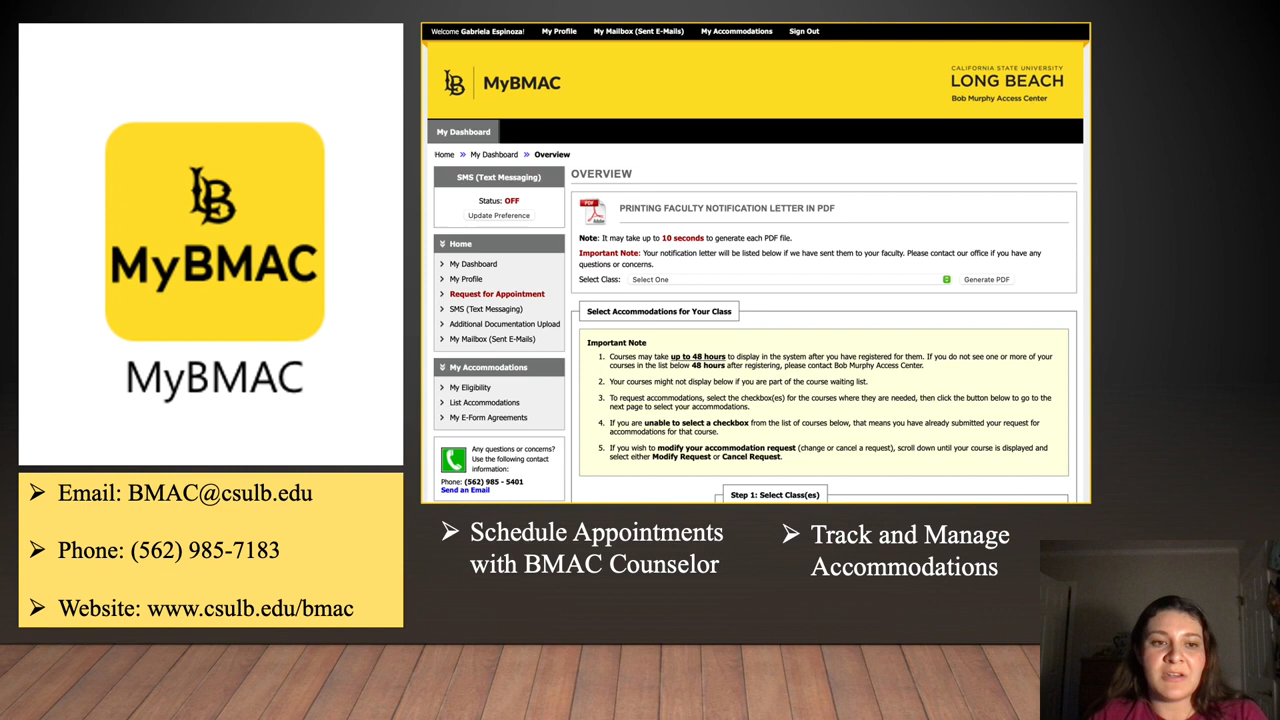 LB
MyBMAC
MyBMAC
Email: BMAC@csulb.edu
Phone: (562) 985-7183
Website: www.csulb.edu/bmac
Welcome Gabriela Espinoza! My Profile My Mailbox (Sent E-Mails) My Accommodations Sign Out
LB MyBMAC
CALIFORNIA STATE UNIVERSITY
LONG BEACH
Bob Murphy Access Center
My Dashboard
Home » My Dashboard » Overview
SMS (Text Messaging)
Status: OFF
Update Preference
Home
My Dashboard
My Profile
Request for Appointment
SMS (Text Messaging)
Additional Documentation Upload
My Mailbox (Sent E-Mails)
My Accommodations
My Eligibility
List Accommodations
My E-Form Agreements
Any questions or concerns?
Use the following contact
information:
Phone: (562) 985 - 5401
Send an Email
OVERVIEW
PDF
Adobe
PRINTING FACULTY NOTIFICATION LETTER IN PDF
Note: It may take up to 10 seconds to generate each PDF file.
Important Note: Your notification letter will be listed below if we have sent them to your faculty. Please contact our office if you have any
questions or concerns.
Select Class: Select One Generate PDF
Select Accommodations for Your Class
Important Note
1. Courses may take up to 48 hours to display in the system after you have registered for them. If you do not see one or more of your
courses in the list below 48 hours after registering, please contact Bob Murphy Access Center.
2. Your courses might not display below if you are part of the course waiting list.
3. To request accommodations, select the checkbox(es) for the courses where they are needed, then click the button below to go to the
next page to select your accommodations.
4. If you are unable to select a checkbox from the list of courses below, that means you have already submitted your request for
accommodations for that course.
5. If you wish to modify your accommodation request (change or cancel a request), scroll down until your course is displayed and
select either Modify Request or Cancel Request.
Step 1: Select Class(es)
Schedule Appointments
with BMAC Counselor
Track and Manage
Accommodations